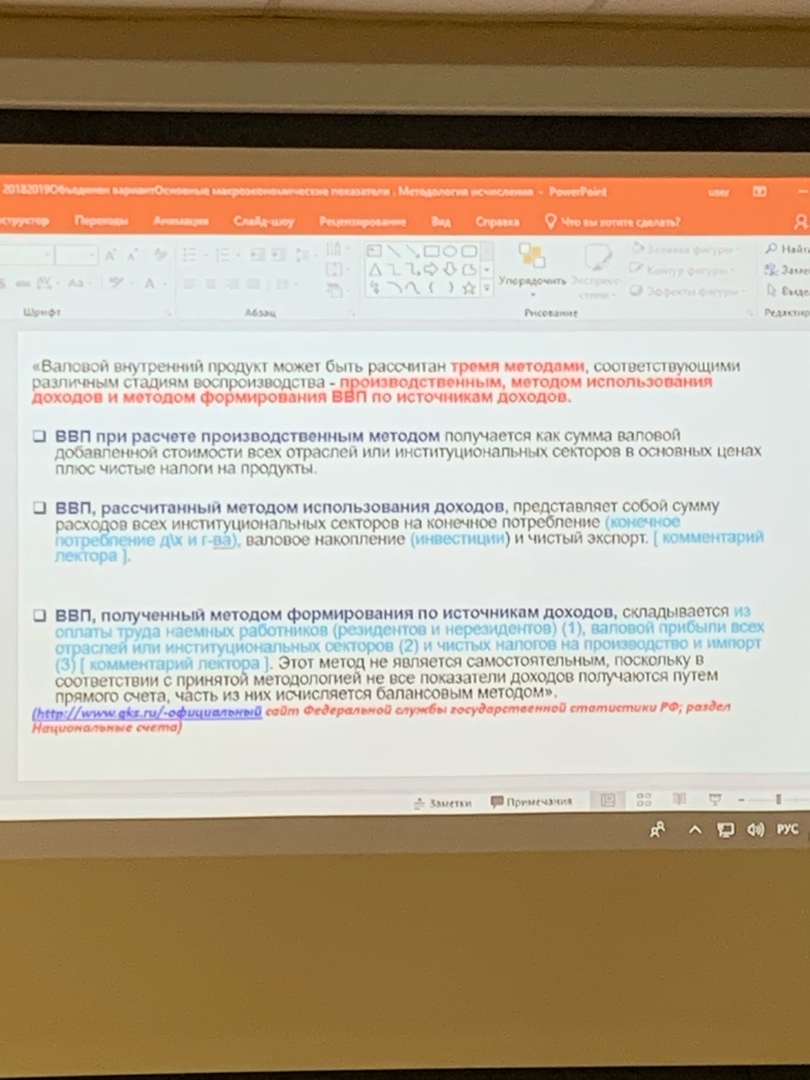 20182019Объединен вариантОсновные макроэкономические показатели . Методология исчисления - PowerPoint user
структор Переходы Анимация Слайд-шоу Рецензирование Вид Справка Что вы хотите сделать?
Заливка фигуры Найти
Aa A Упорядочить Экспресс- Контур фигуры Заме
стили Эффекты фигуры Выде
Шрифт Абзац Рисование Редактир
«Валовой внутренний продукт может быть рассчитан тремя методами, соответствующими
различным стадиям воспроизводства - производственным, методом использования
доходов и методом формирования ВВП по источникам доходов.
ВВП при расчете производственным методом получается как сумма валовой
добавленной стоимости всех отраслей или институциональных секторов в основных ценах
плюс чистые налоги на продукты.
ВВП, рассчитанный методом использования доходов, представляет собой сумму
расходов всех институциональных секторов на конечное потребление (конечное
потребление д\х и г-ва), валовое накопление (инвестиции) и чистый экспорт. [ комментарий
лектора ].
ВВП, полученный методом формирования по источникам доходов, складывается из
оплаты труда наемных работников (резидентов и нерезидентов) (1), валовой прибыли всех
отраслей или институциональных секторов (2) и чистых налогов на производство и импорт
(3) [ комментарий лектора ]. Этот метод не является самостоятельным, поскольку в
соответствии с принятой методологией не все показатели доходов получаются путем
прямого счета, часть из них исчисляется балансовым методом».
(http://www.gks.ru/-официальный сайт Федеральной службы государственной статистики РФ; раздел
Национальные счета)
Заметки Примечания
РУС